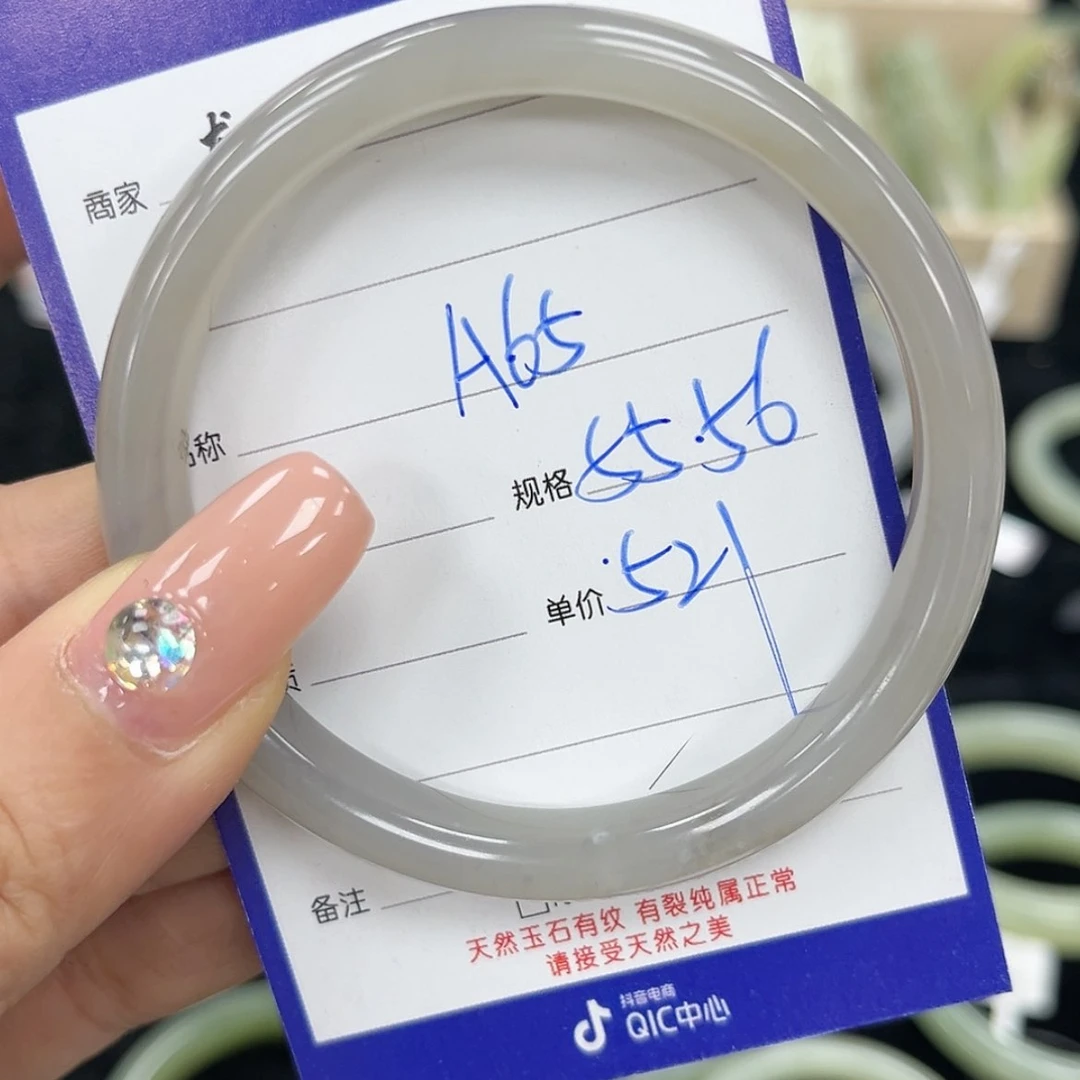 商家
A65
称
规格 55.56
单价 521
备注
天然玉石有纹 有裂纯属正常
请接受天然之美
抖音电商
QIC中心